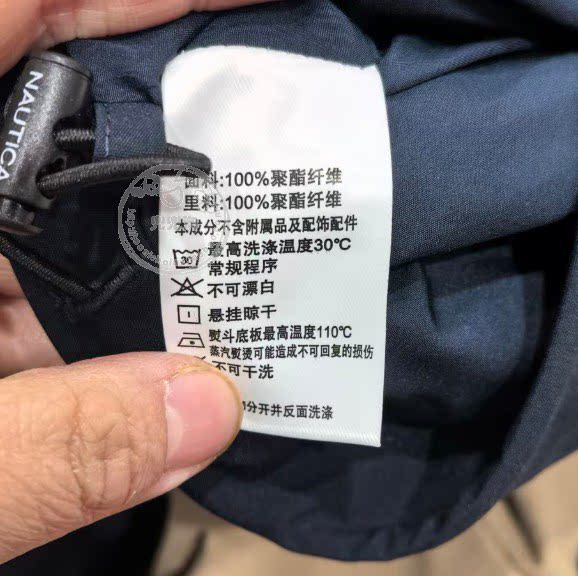 NAUTICA
面料:100%聚酯纤维
里料:100%聚酯纤维
本成分不含附属品及配饰配件
30 最高洗涤温度30℃
常规程序
不可漂白
悬挂晾干
熨斗底板最高温度110℃
蒸汽熨烫可能造成不可回复的损伤
不可干洗
分开并反面洗涤